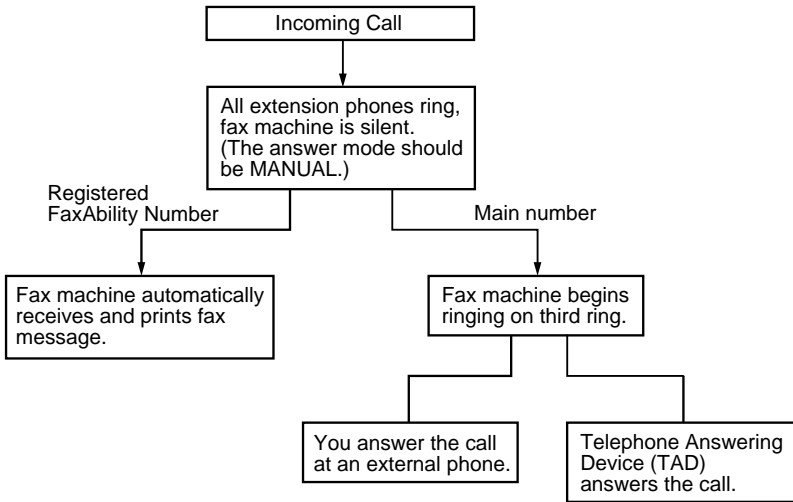 Incoming Call
All extension phones ring,
fax machine is silent.
(The answer mode should
be MANUAL.)
Registered
FaxAbility Number
Main number
Fax machine automatically
receives and prints fax
message.
Fax machine begins
ringing on third ring.
You answer the call
at an external phone.
Telephone Answering
Device (TAD)
answers the call.